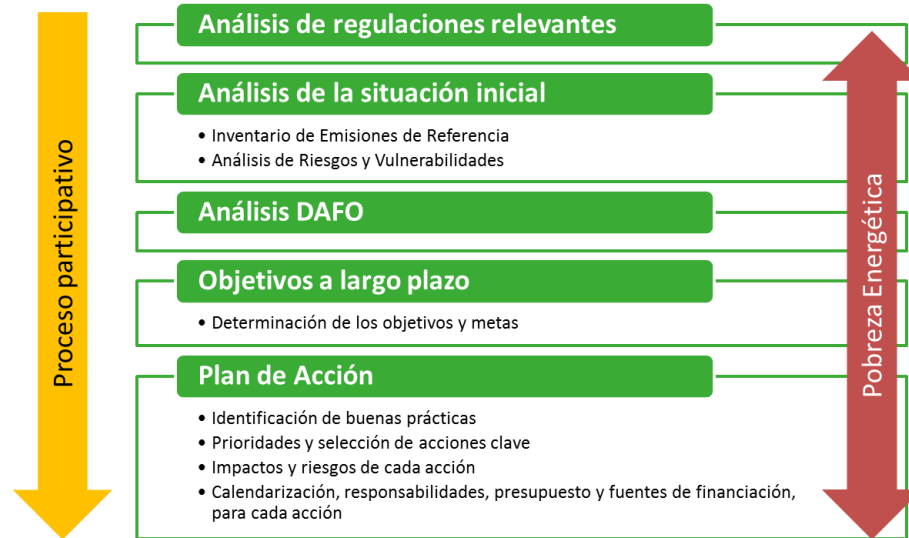 Análisis de regulaciones relevantes
Análisis de la situación inicial
• Inventario de Emisiones de Referencia
• Análisis de Riesgos y Vulnerabilidades
Análisis DAFO
Objetivos a largo plazo
• Determinación de los objetivos y metas
Plan de Acción
• Identificación de buenas prácticas
• Prioridades y selección de acciones clave
• Impactos y riesgos de cada acción
• Calendarización, responsabilidades, presupuesto y fuentes de financiación,
para cada acción
Proceso participativo
Pobreza Energética